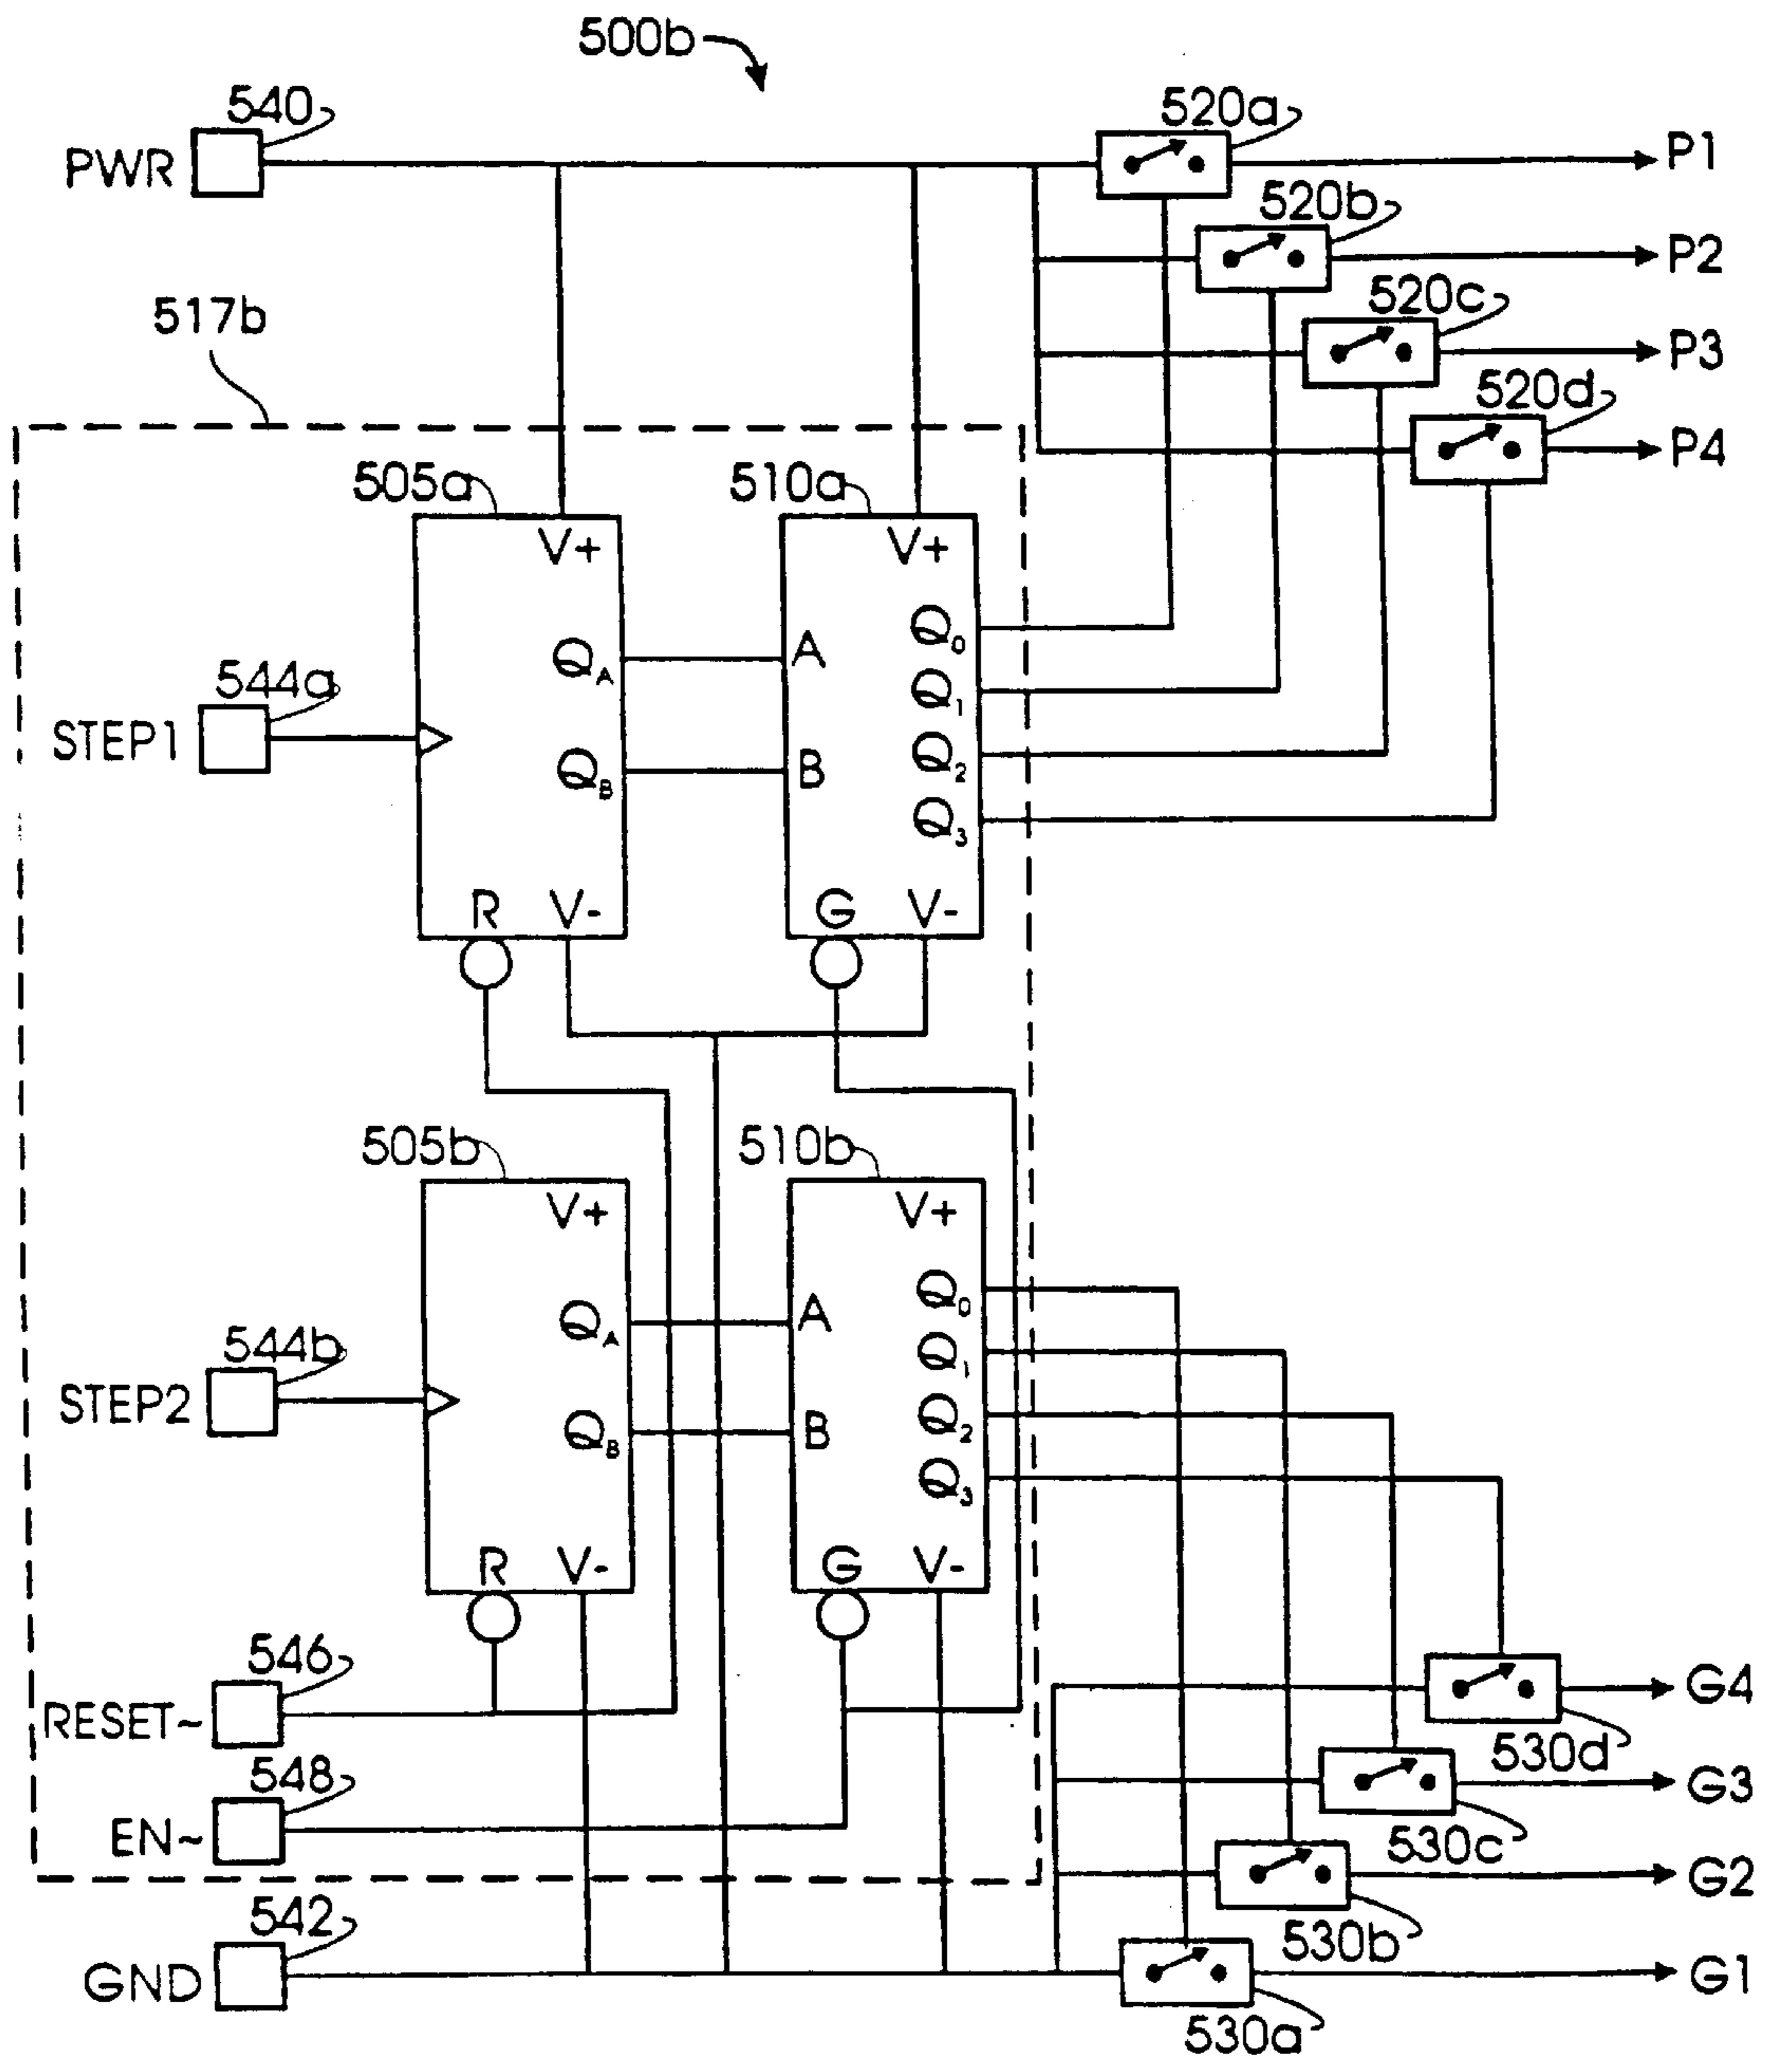 500b
540
PWR
520a
P1
520b
P2
520c
P3
520d
P4
517b
505a
510a
V+
V+
Q0
QA
A
Q1
544a
STEP1
QB
B
Q2
Q3
R
V-
G
V-
505b
510b
V+
V+
Q0
QA
A
Q1
544b
STEP2
QB
B
Q2
Q3
R
V-
G
V-
546
RESET~
G4
530d
548
EN~
G3
530c
G2
542
530b
GND
G1
530a